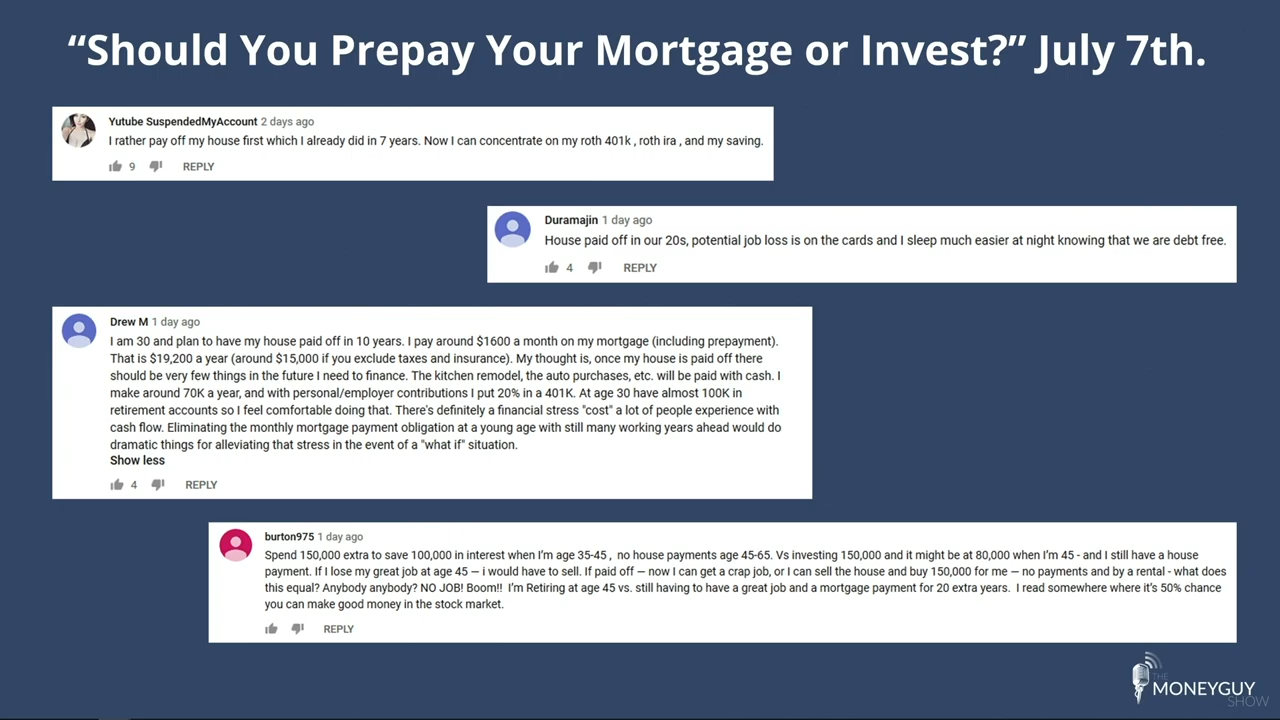 “Should You Prepay Your Mortgage or Invest?” July 7th.
Yutube SuspendedMyAccount 2 days ago
I rather pay off my house first which I already did in 7 years. Now I can concentrate on my roth 401k , roth ira , and my saving.
9 REPLY
Duramajin 1 day ago
House paid off in our 20s, potential job loss is on the cards and I sleep much easier at night knowing that we are debt free.
4 REPLY
Drew M 1 day ago
I am 30 and plan to have my house paid off in 10 years. I pay around $1600 a month on my mortgage (including prepayment).
That is $19,200 a year (around $15,000 if you exclude taxes and insurance). My thought is, once my house is paid off there
should be very few things in the future I need to finance. The kitchen remodel, the auto purchases, etc. will be paid with cash. I
make around 70K a year, and with personal/employer contributions I put 20% in a 401K. At age 30 have almost 100K in
retirement accounts so I feel comfortable doing that. There's definitely a financial stress "cost" a lot of people experience with
cash flow. Eliminating the monthly mortgage payment obligation at a young age with still many working years ahead would do
dramatic things for alleviating that stress in the event of a "what if" situation.
Show less
4 REPLY
burton975 1 day ago
Spend 150,000 extra to save 100,000 in interest when I'm age 35-45 , no house payments age 45-65. Vs investing 150,000 and it might be at 80,000 when I'm 45 - and I still have a house
payment. If I lose my great job at age 45 — i would have to sell. If paid off — now I can get a crap job, or I can sell the house and buy 150,000 for me — no payments and by a rental - what does
this equal? Anybody anybody? NO JOB! Boom!! I'm Retiring at age 45 vs. still having to have a great job and a mortgage payment for 20 extra years. I read somewhere where it's 50% chance
you can make good money in the stock market.
REPLY
THE
MONEYGUY
SHOW